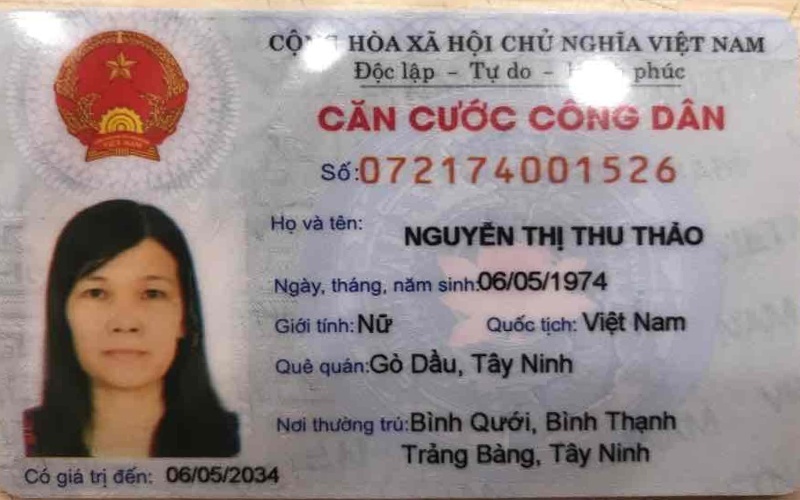 CỘNG HÒA XÃ HỘI CHỦ NGHĨA VIỆT NAM
Độc lập - Tự do - phúc
CĂN CƯỚC CÔNG DÂN
Số: 072174001526
Họ và tên: NGUYỄN THỊ THU THẢO
Ngày, tháng, năm sinh: 06/05/1974
Giới tính: Nữ Quốc tịch: Việt Nam
Quê quán: Gò Dầu, Tây Ninh
Nơi thường trú: Bình Quới, Bình Thạnh
Trảng Bàng, Tây Ninh
Có giá trị đến: 06/05/2034